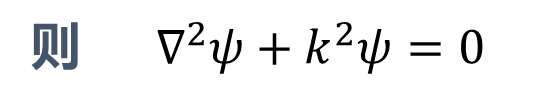 则 ∇²ψ + k²ψ = 0